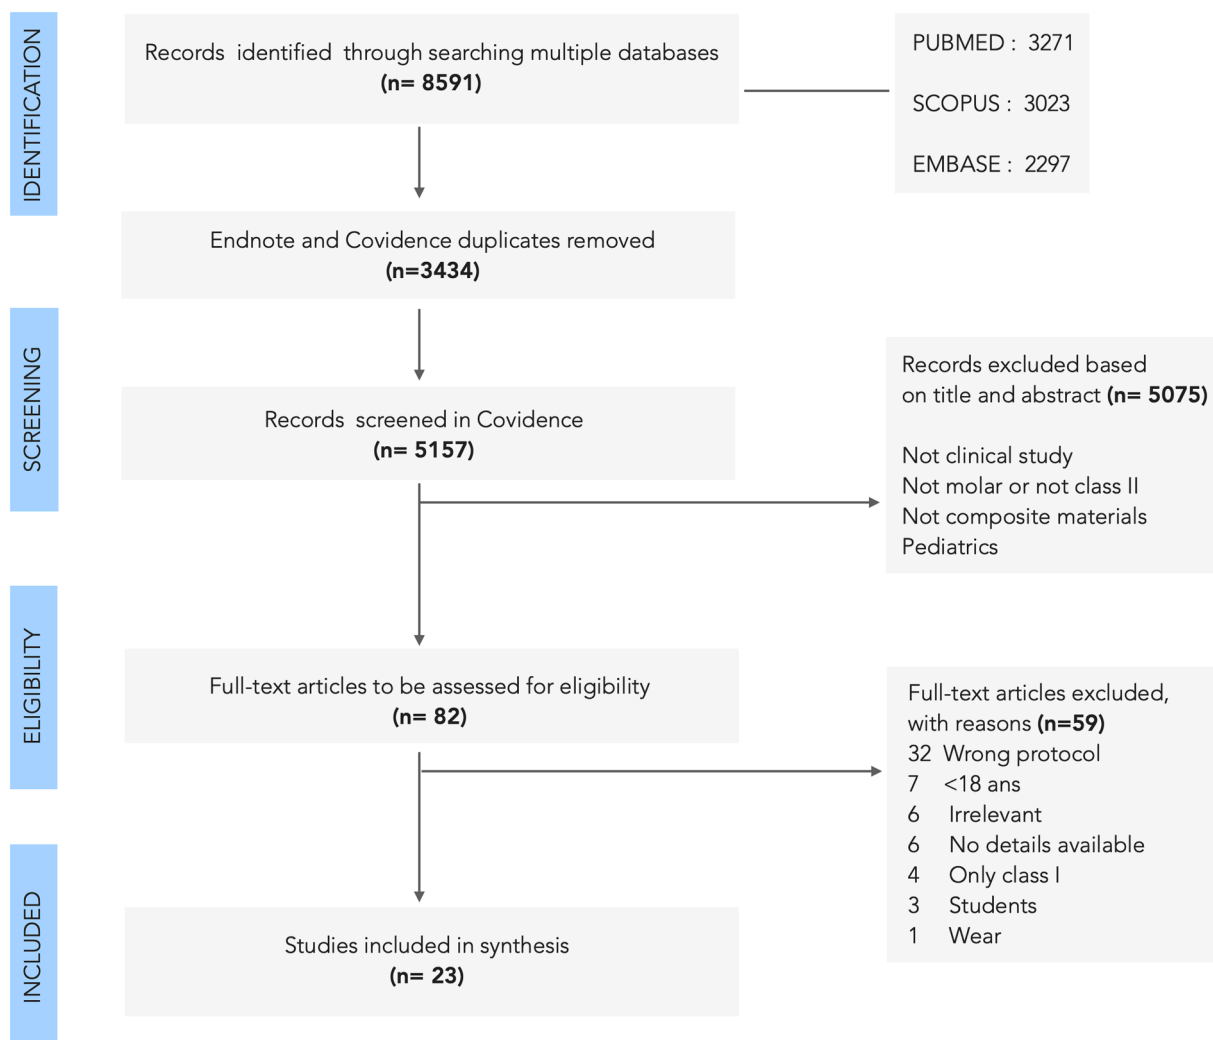 IDENTIFICATION
Records identified through searching multiple databases
(n= 8591)
PUBMED : 3271
SCOPUS : 3023
EMBASE : 2297
Endnote and Covidence duplicates removed
(n=3434)
SCREENING
Records screened in Covidence
(n= 5157)
Records excluded based
on title and abstract (n= 5075)
Not clinical study
Not molar or not class II
Not composite materials
Pediatrics
ELIGIBILITY
Full-text articles to be assessed for eligibility
(n= 82)
Full-text articles excluded,
with reasons (n=59)
32 Wrong protocol
7 <18 ans
6 Irrelevant
6 No details available
4 Only class I
3 Students
1 Wear
INCLUDED
Studies included in synthesis
(n= 23)